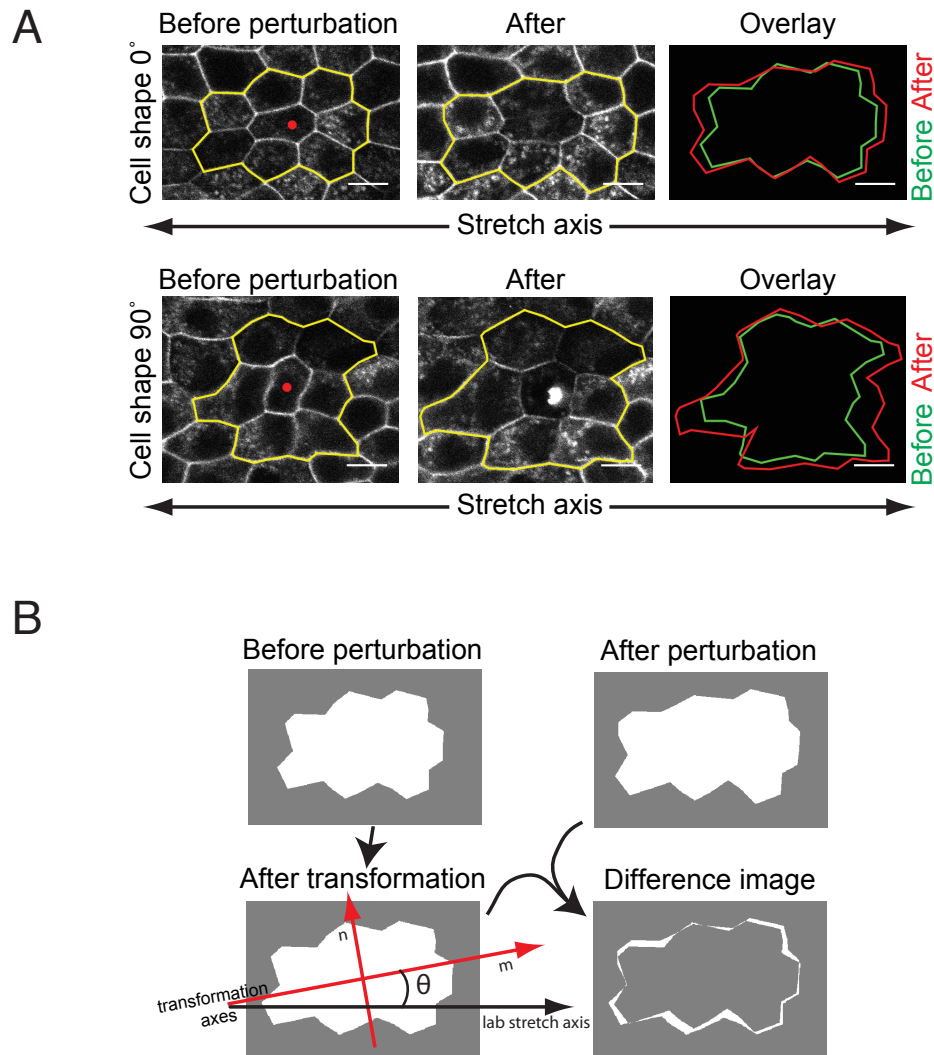 A
Before perturbation
After
Overlay
Cell shape 0°
Before After
Stretch axis
Before perturbation
After
Overlay
Cell shape 90°
Before After
Stretch axis
B
Before perturbation
After perturbation
After transformation
Difference image
n
m
θ
transformation
axes
lab stretch axis